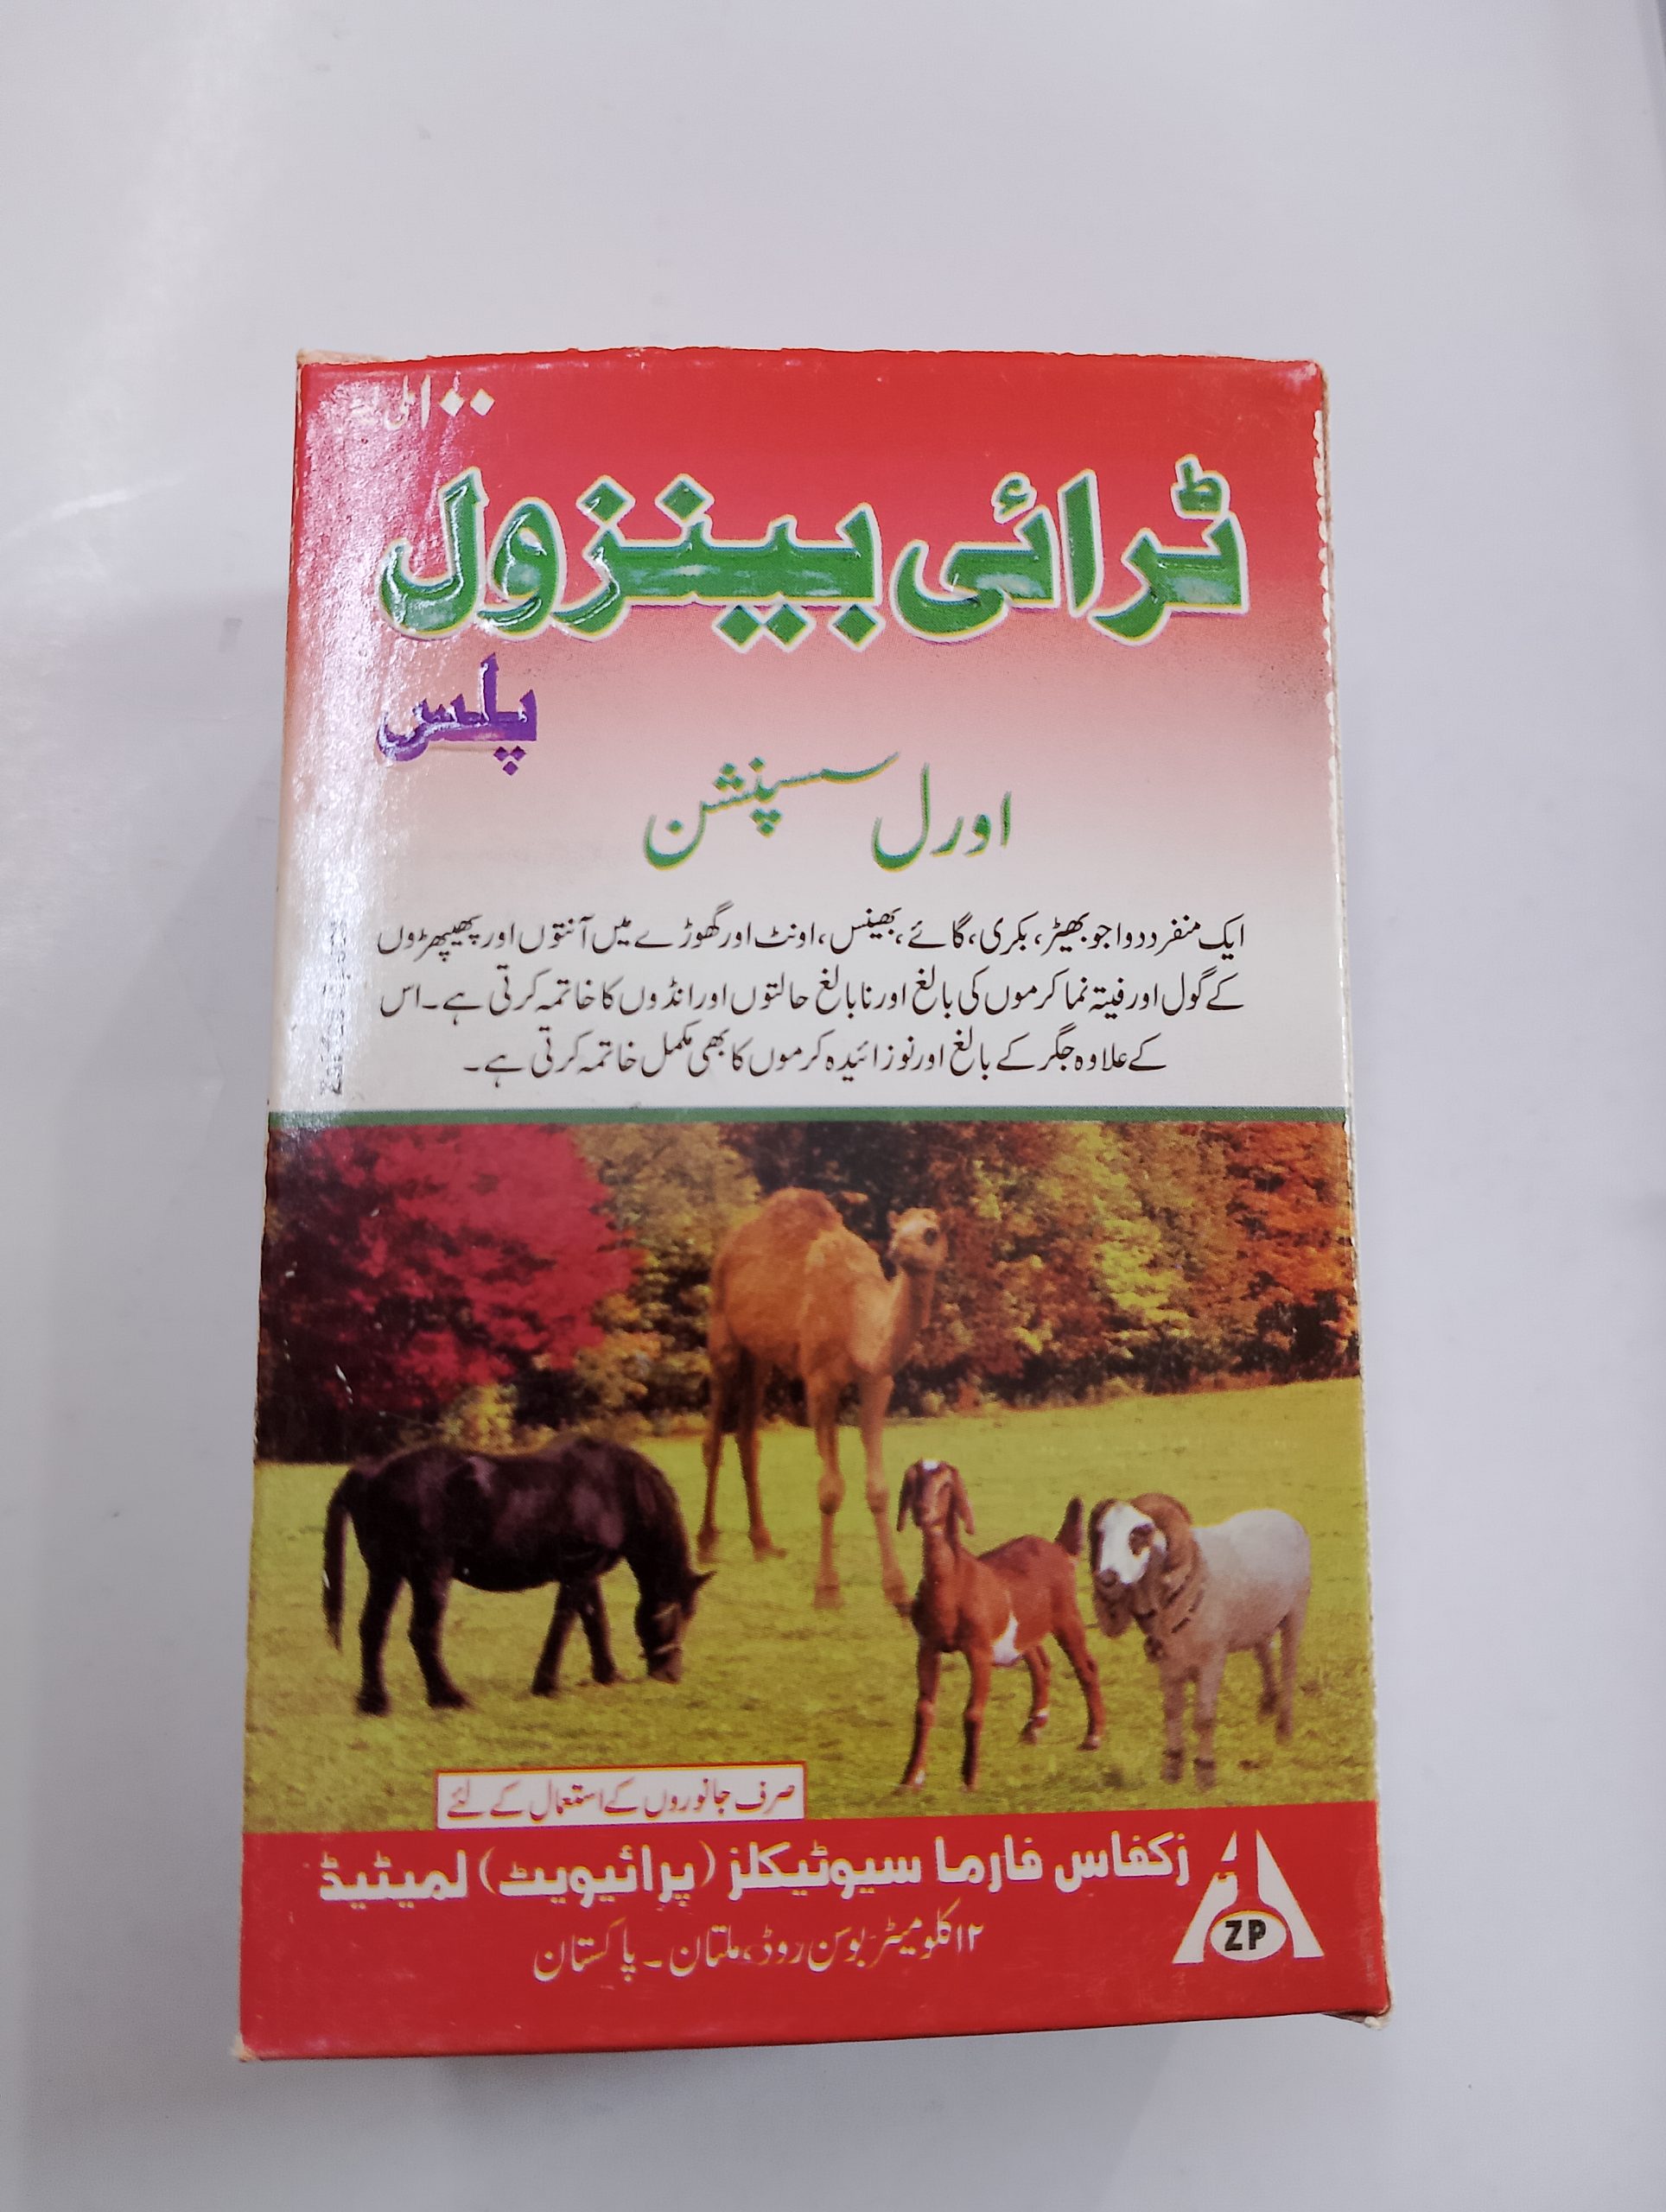 ۱۰۰ ملی لیٹر
ٹرائی بینزول
پلس
اورل سسپنشن
ایک منفرد دوا جو بھیڑ، بکری، گائے، بھینس، اونٹ اور گھوڑے میں آنتوں اور پھیپھڑوں
کے گول اور فیتہ نما کرموں کی بالغ اور نابالغ حالتوں اور انڈوں کا خاتمہ کرتی ہے۔ اس
کے علاوہ جگر کے بالغ اور نوزائیدہ کرموں کا بھی مکمل خاتمہ کرتی ہے۔
صرف جانوروں کے استعمال کے لئے
زکفاس فارما سیوٹیکلز (پرائیویٹ) لمیٹیڈ
۱۲ کلومیٹر بوسن روڈ، ملتان ۔ پاکستان
ZP